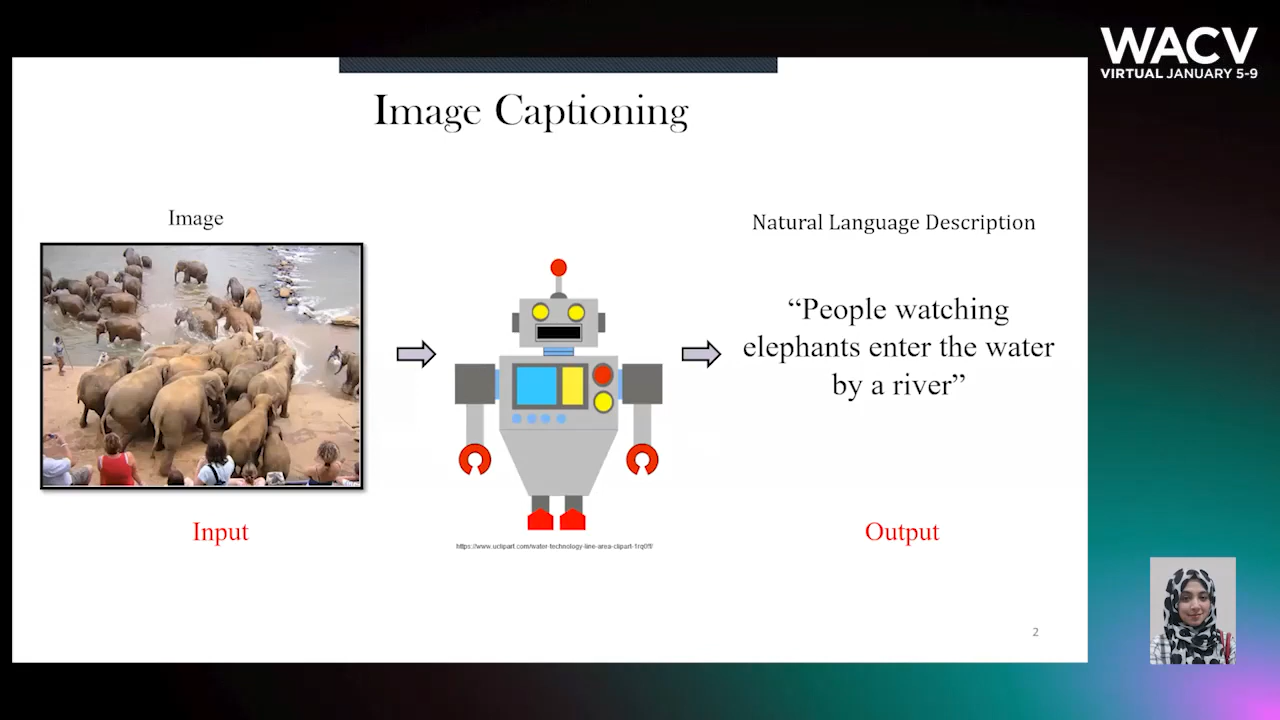 WACV
VIRTUAL JANUARY 5-9
Image Captioning
Image
Natural Language Description
“People watching
elephants enter the water
by a river”
Input
Output
https://www.uclipart.com/water-technology-line-area-clipart-1rq0ff/
2